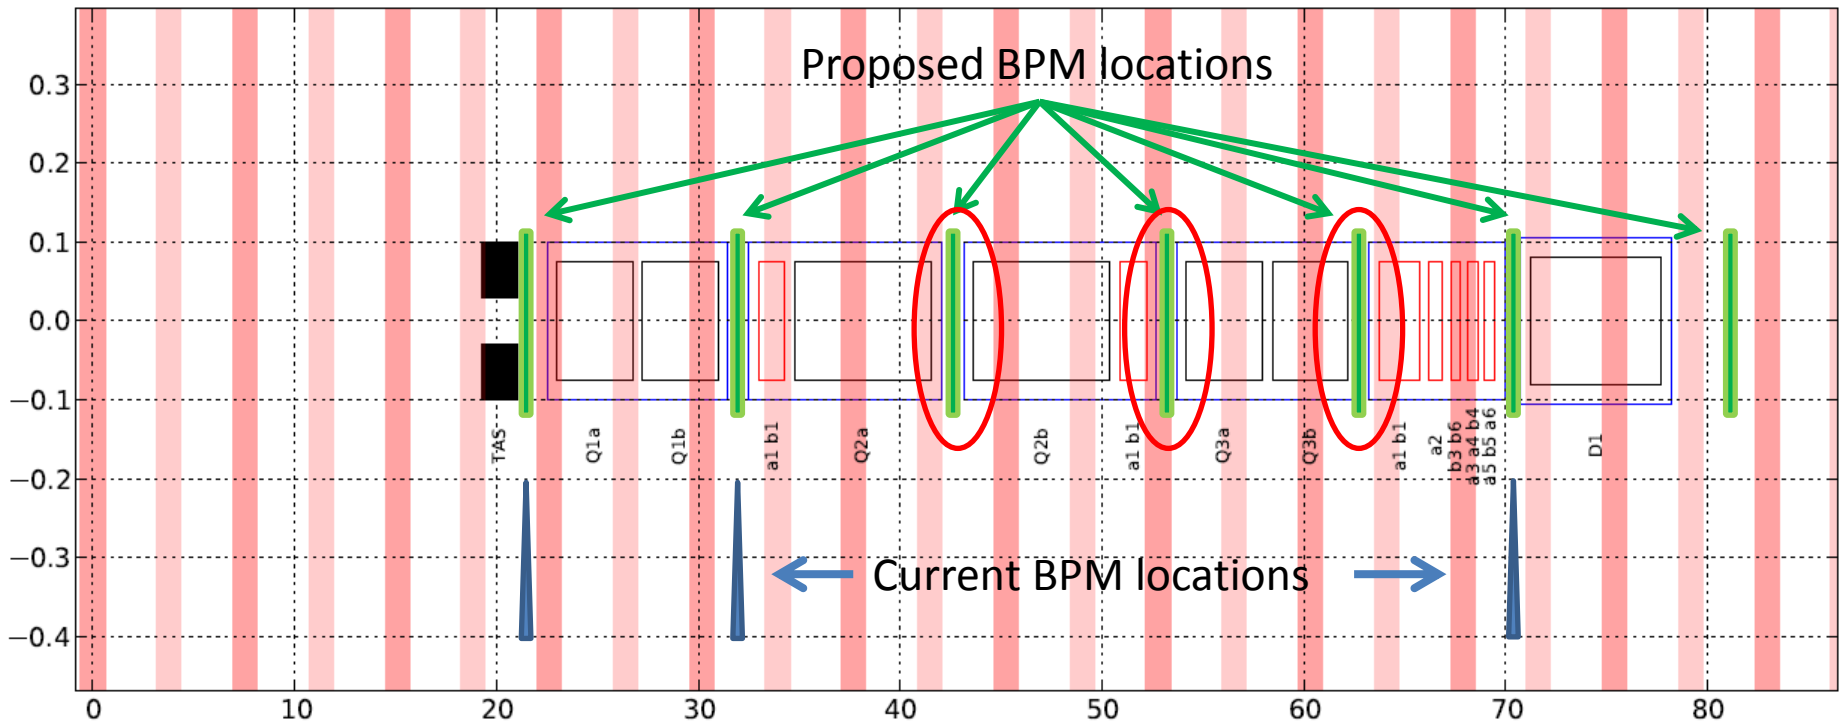 Proposed BPM locations
0.3
0.2
0.1
0.0
−0.1
−0.2
−0.3
−0.4
TAS
Q1a
Q1b
a1 b1
Q2a
Q2b
a1 b1
Q3a
Q3b
a1 b1
a2
b3 b6
a3 a4 b4
a5 b5 a6
D1
Current BPM locations
0 10 20 30 40 50 60 70 80